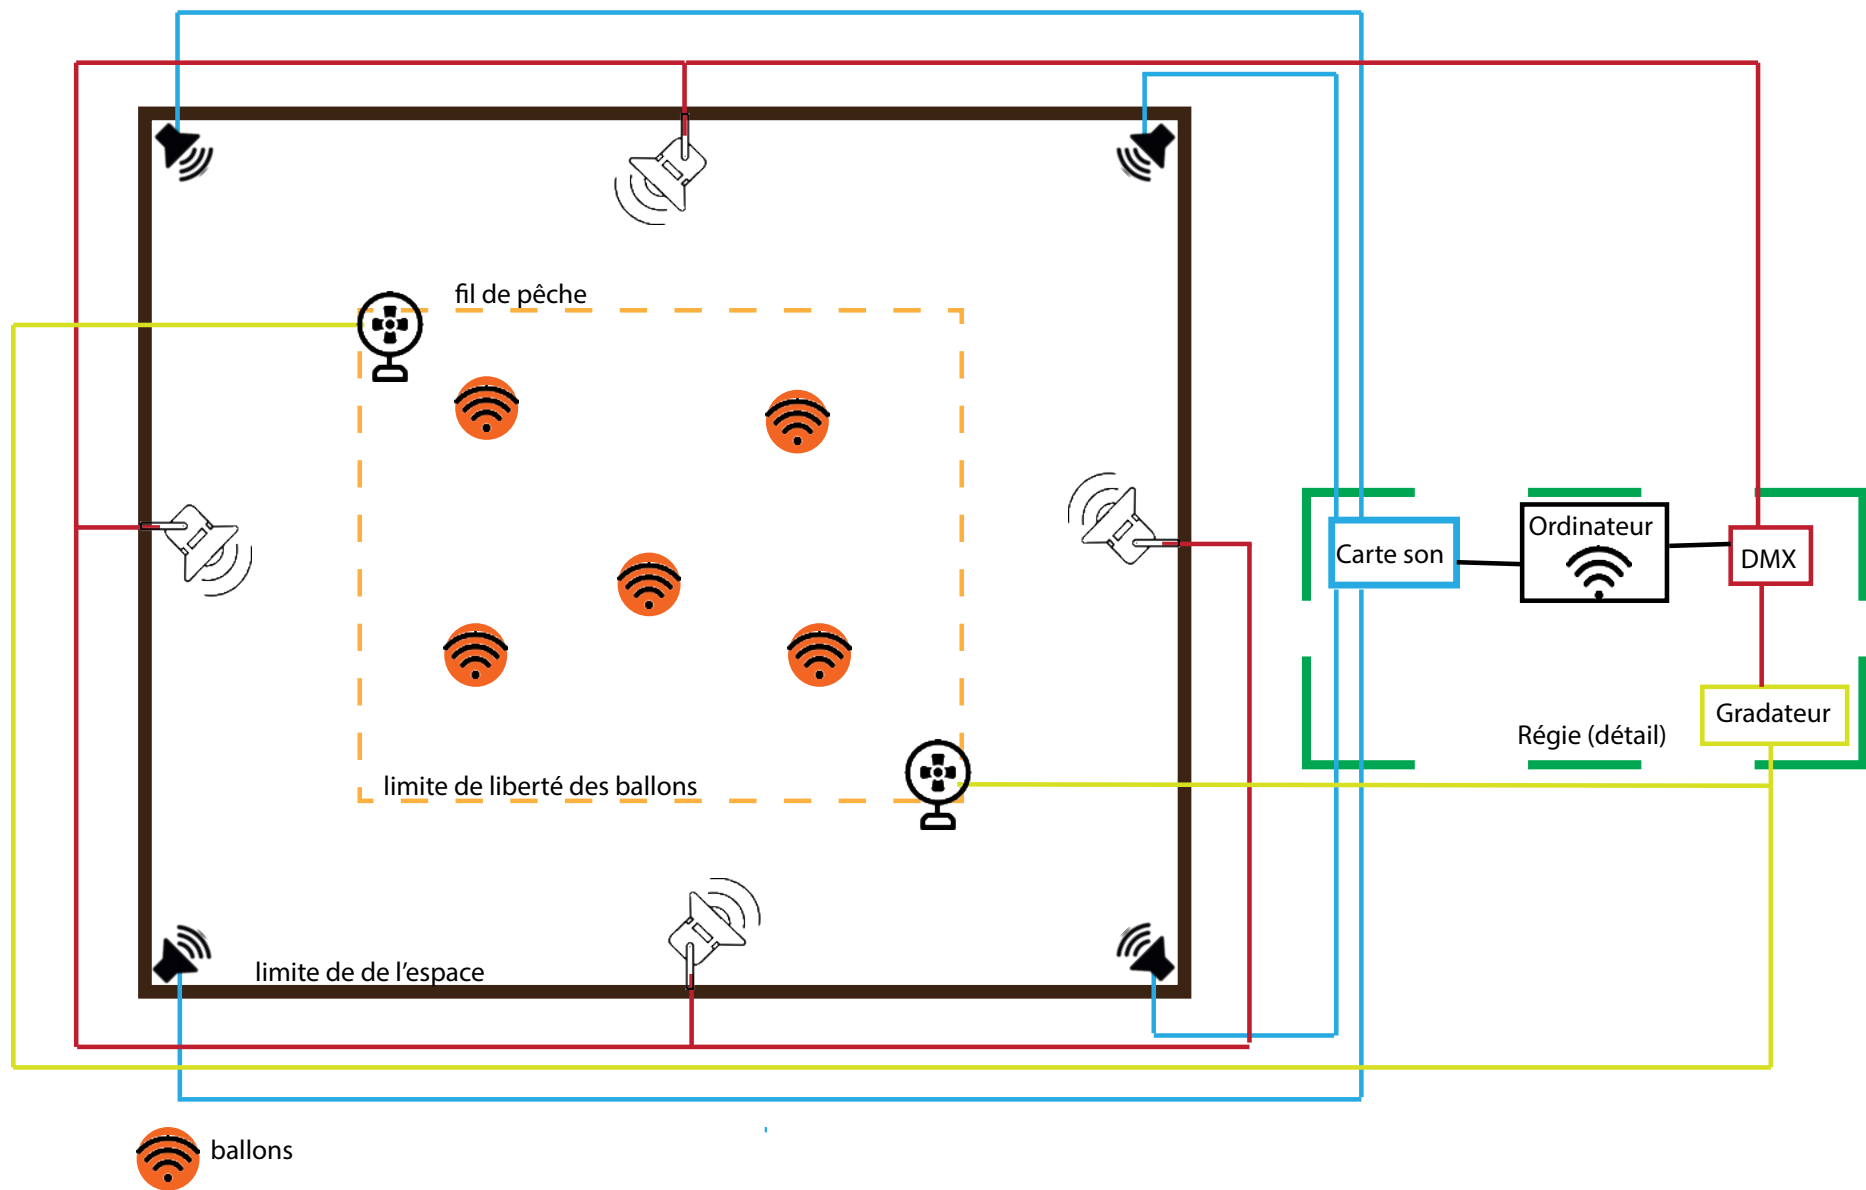 fil de pêche
Ordinateur
Carte son
DMX
Gradateur
Régie (détail)
limite de liberté des ballons
limite de de l'espace
ballons